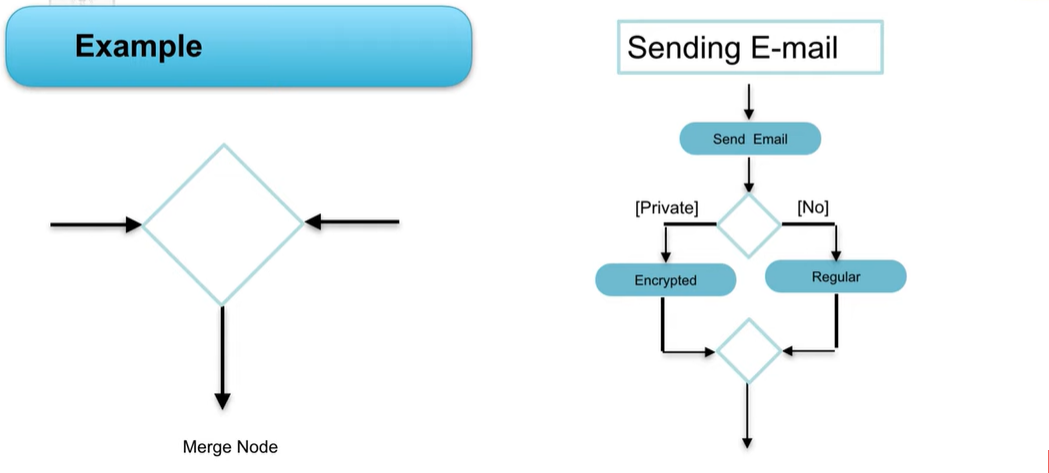 Example
Merge Node
Sending E-mail
Send Email
[Private]
[No]
Encrypted
Regular